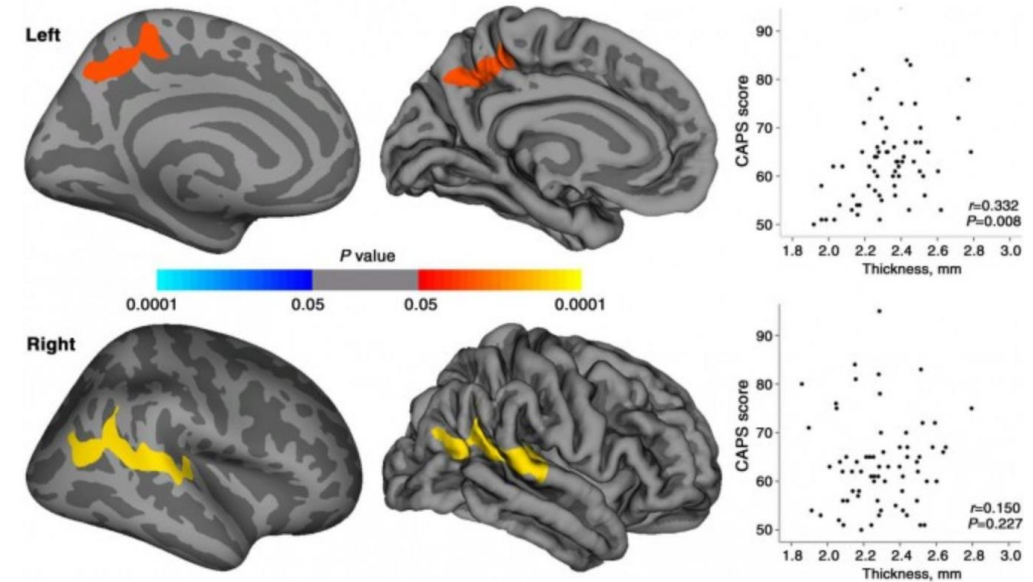 Left
90
80
70
60
50
CAPS score
r=0.332
P=0.008
1.8 2.0 2.2 2.4 2.6 2.8 3.0
Thickness, mm
P value
0.0001 0.05 0.05 0.0001
Right
90
80
70
60
50
CAPS score
r=0.150
P=0.227
1.8 2.0 2.2 2.4 2.6 2.8 3.0
Thickness, mm